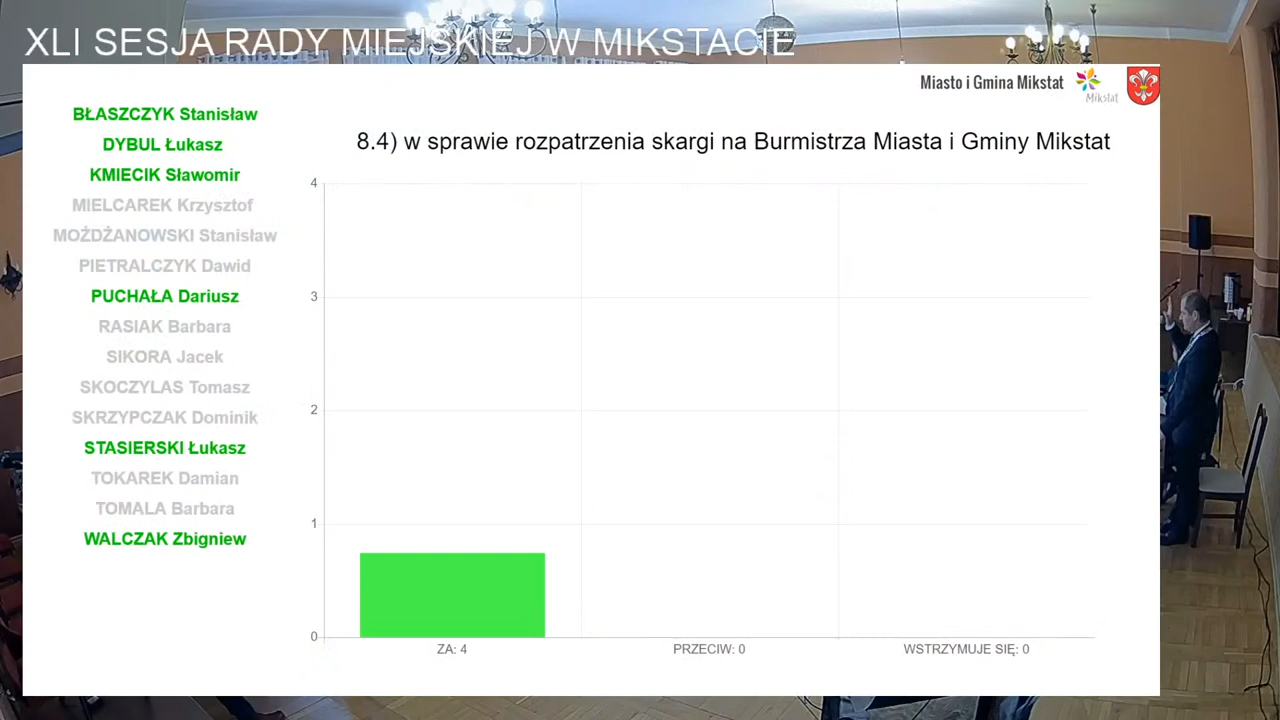 XLI SESJA RADY MIEJSKIEJ W MIKSTACIE
Miasto i Gmina Mikstat
Mikstat
8.4) w sprawie rozpatrzenia skargi na Burmistrza Miasta i Gminy Mikstat
BŁASZCZYK Stanisław
DYBUL Łukasz
KMIECIK Sławomir
MIELCAREK Krzysztof
MOŻDŻANOWSKI Stanisław
PIETRALCZYK Dawid
PUCHAŁA Dariusz
RASIAK Barbara
SIKORA Jacek
SKOCZYLAS Tomasz
SKRZYPCZAK Dominik
STASIERSKI Łukasz
TOKAREK Damian
TOMALA Barbara
WALCZAK Zbigniew
4
3
2
1
0
ZA: 4
PRZECIW: 0
WSTRZYMUJE SIĘ: 0